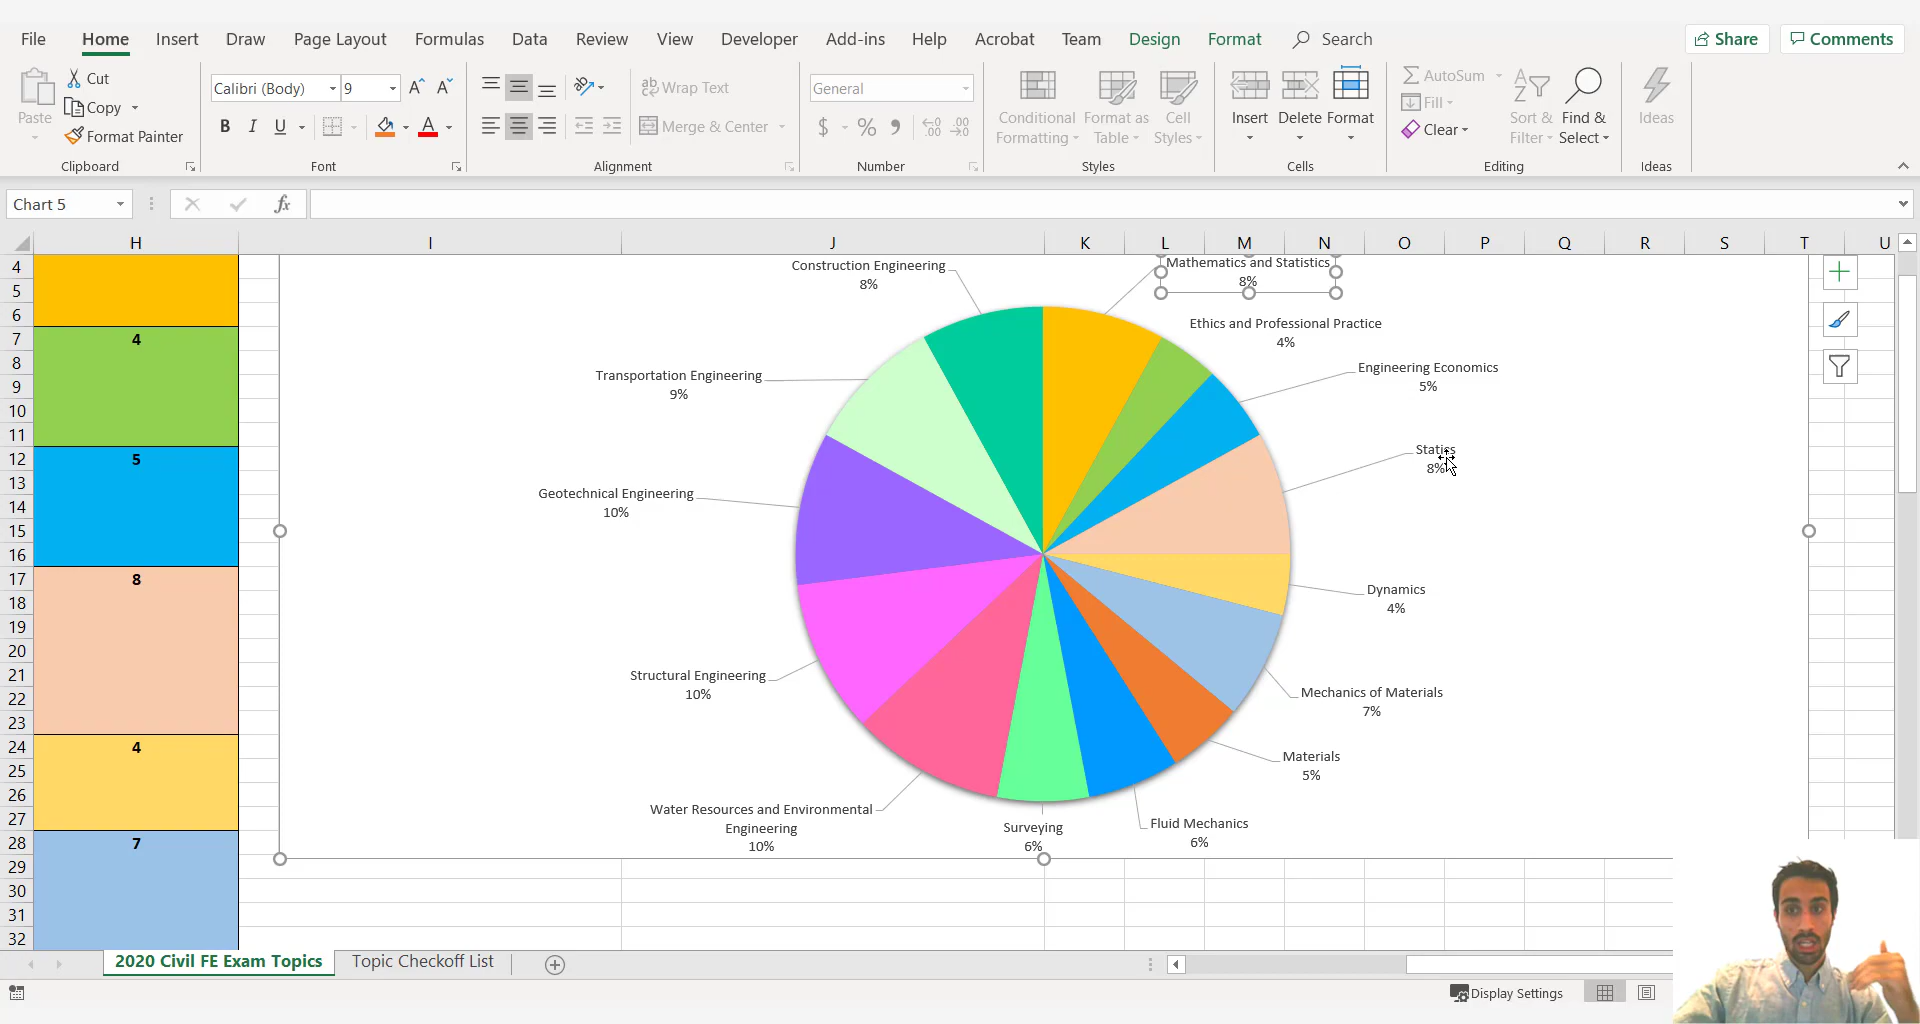 File Home Insert Draw Page Layout Formulas Data Review View Developer Add-ins Help Acrobat Team Design Format Search Share Comments
Paste
Cut
Copy
Format Painter
Clipboard
Calibri (Body) 9
A A
B I U A
Font
ab Wrap Text
Merge & Center
Alignment
General
$ % 9 .00 .00
Number
Conditional Formatting
Format as Table
Cell Styles
Styles
Insert Delete Format
Cells
AutoSum
Fill
Clear
Sort & Filter
Find & Select
Editing
Ideas
Ideas
Chart 5
fx
H I J K L M N O P Q R S T U
4
5
6
7 4
8
9
10
11
12 5
13
14
15
16
17 8
18
19
20
21
22
23
24 4
25
26
27
28 7
29
30
31
32
Construction Engineering
8%
Mathematics and Statistics
8%
Ethics and Professional Practice
4%
Engineering Economics
5%
Transportation Engineering
9%
Statics
8%
Geotechnical Engineering
10%
Dynamics
4%
Structural Engineering
10%
Mechanics of Materials
7%
Materials
5%
Water Resources and Environmental
Engineering
10%
Surveying
6%
Fluid Mechanics
6%
2020 Civil FE Exam Topics Topic Checkoff List
Display Settings